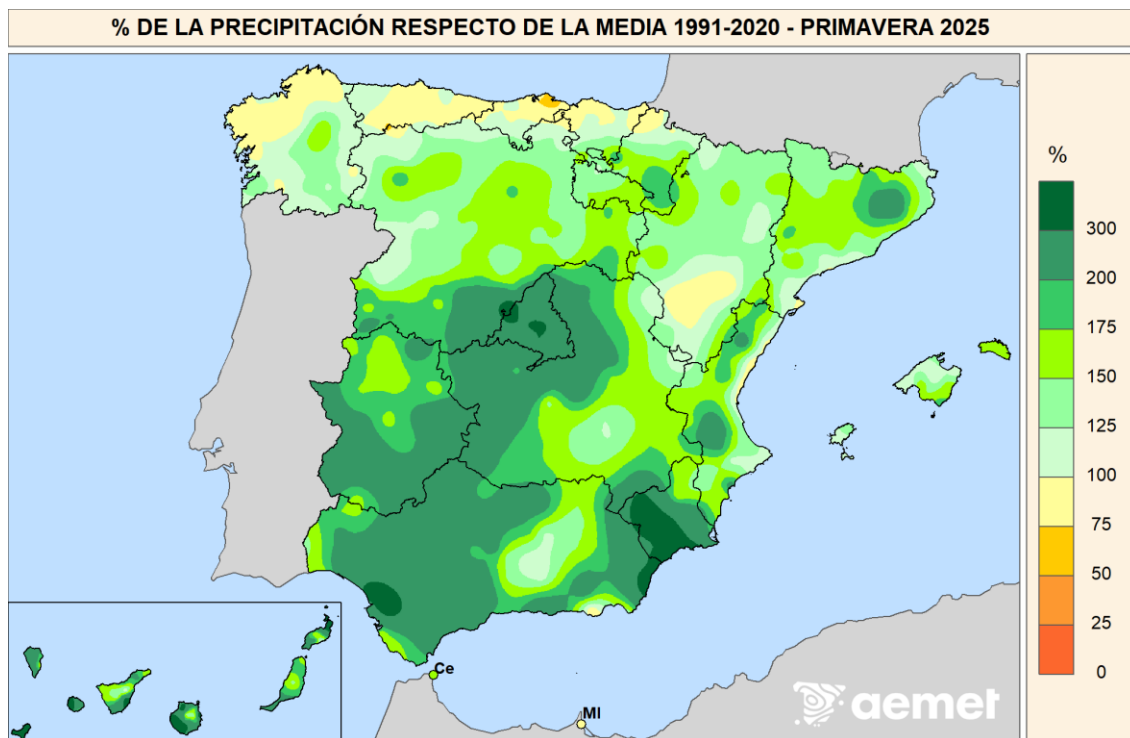 % DE LA PRECIPITACIÓN RESPECTO DE LA MEDIA 1991-2020 - PRIMAVERA 2025
%
300
200
175
150
125
100
75
50
25
0
Ce
Ml
aemet